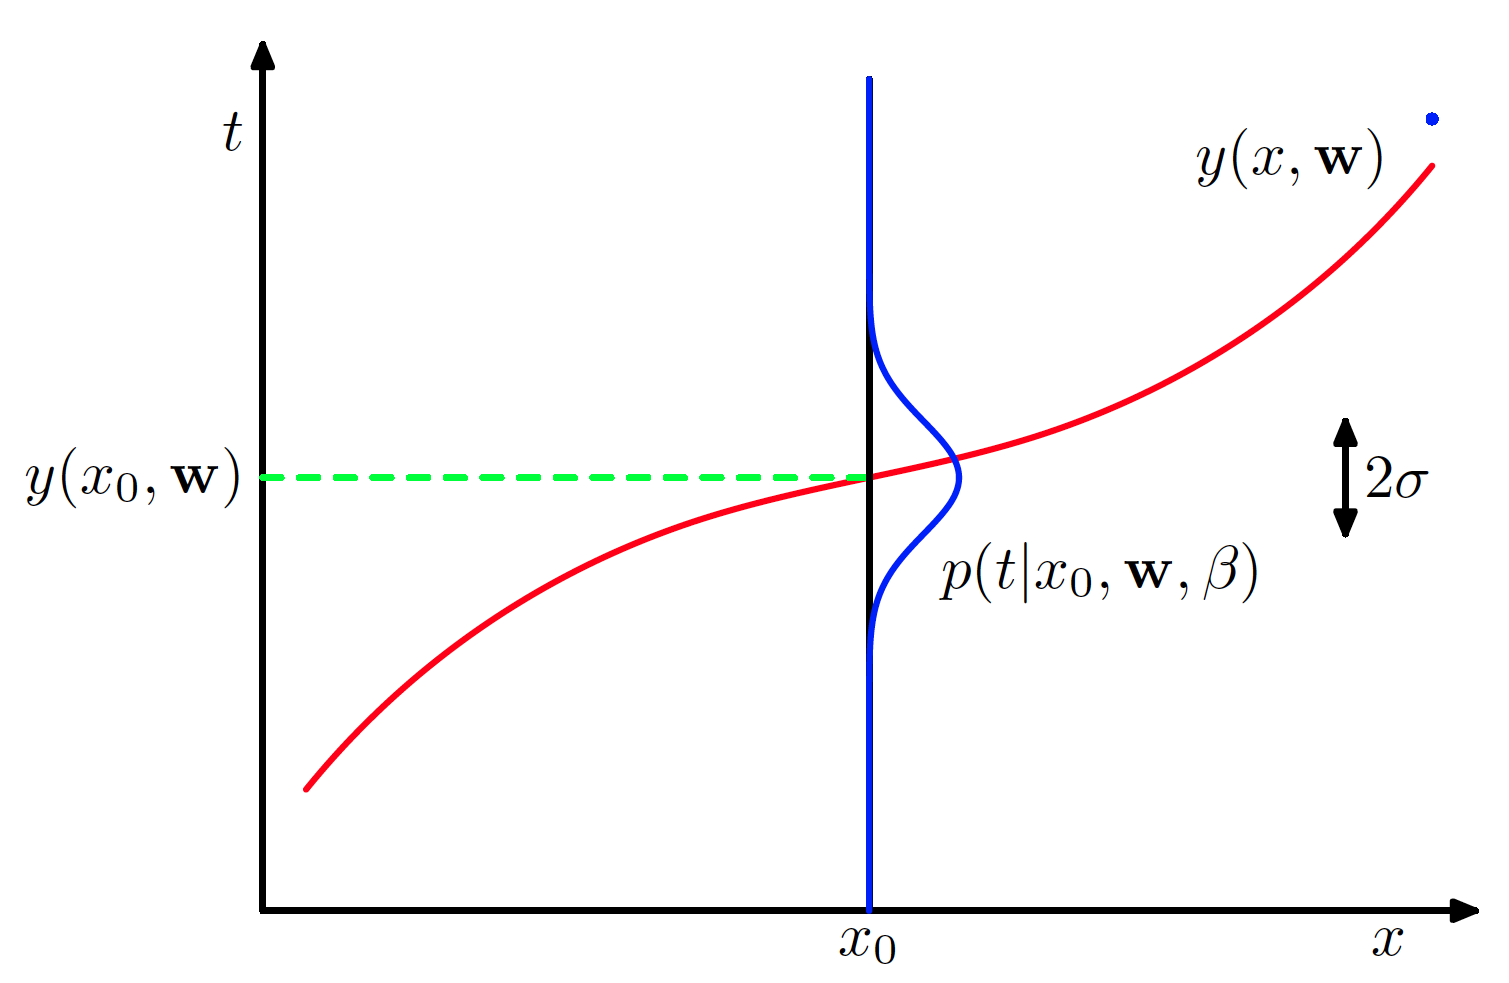 t
y(x, w)
y(x₀, w)
2σ
p(t|x₀, w, β)
x₀
x